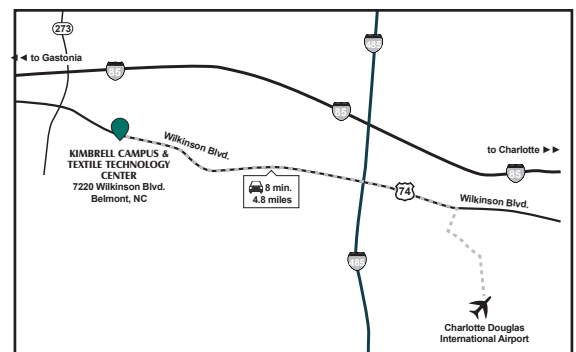 273
◄◄ to Gastonia
485
85
Wilkinson Blvd.
85
to Charlotte ►►
KIMBRELL CAMPUS &
TEXTILE TECHNOLOGY
CENTER
7220 Wilkinson Blvd.
Belmont, NC
8 min.
4.8 miles
85
74
Wilkinson Blvd.
485
Charlotte Douglas
International Airport